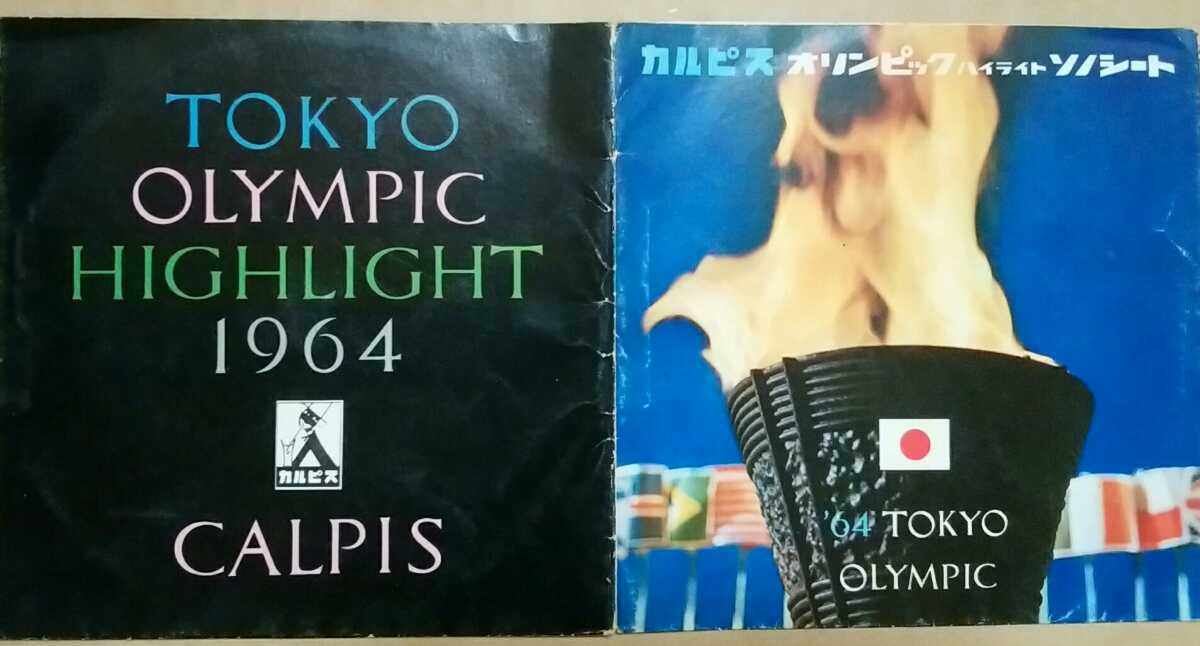 TOKYO
OLYMPIC
HIGHLIGHT
1964
カルピス
CALPIS
カルピス オリンピック ハイライト ソノシート
'64 TOKYO
OLYMPIC